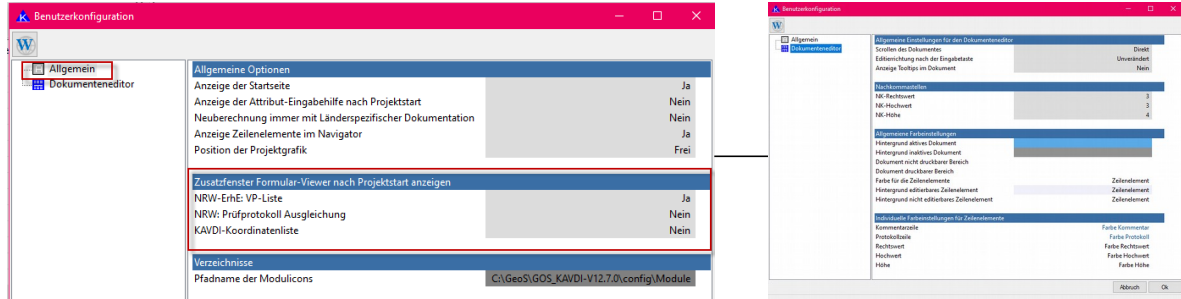 Benutzerkonfiguration
W
Allgemein
Dokumenteneditor
Allgemeine Optionen
Anzeige der Startseite Ja
Anzeige der Attribut-Eingabehilfe nach Projektstart Nein
Neuberechnung immer mit Länderspezifischer Dokumentation Nein
Anzeige Zeilenelemente im Navigator Ja
Position der Projektgrafik Frei
Zusatzfenster Formular-Viewer nach Projektstart anzeigen
NRW-ErhE: VP-Liste Ja
NRW: Prüfprotokoll Ausgleichung Nein
KAVDI-Koordinatenliste Nein
Verzeichnisse
Pfadname der Modulicons C:\GeoS\GOS_KAVDI-V12.7.0\config\Module
Benutzerkonfiguration
W
Allgemein
Dokumenteneditor
Allgemeine Einstellungen für den Dokumenteneditor
Scrollen des Dokumentes Direkt
Editierrichtung nach der Eingabetaste Unverändert
Anzeige Tooltips im Dokument Nein
Nachkommastellen
NK-Rechtswert 3
NK-Hochwert 3
NK-Höhe 4
Allgemeine Farbeinstellungen
Hintergrund aktives Dokument
Hintergrund inaktives Dokument
Dokument nicht druckbarer Bereich
Dokument druckbarer Bereich
Farbe für die Zeilenelemente Zeilenelement
Hintergrund editierbares Zeilenelement Zeilenelement
Hintergrund nicht editierbares Zeilenelement Zeilenelement
Individuelle Farbeinstellungen für Zeilenelemente
Kommentarzeile Farbe Kommentar
Protokollzeile Farbe Protokoll
Rechtswert Farbe Rechtswert
Hochwert Farbe Hochwert
Höhe Farbe Höhe
Abbruch Ok